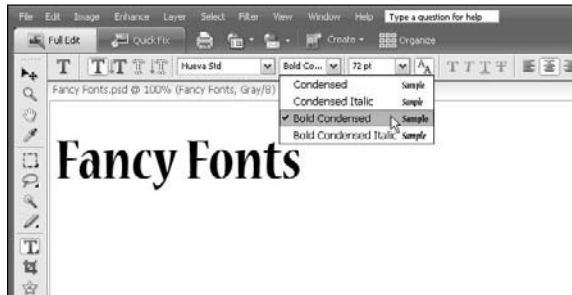 File Edit Image Enhance Layer Select Filter View Window Help Type a question for help
Full Edit Quick Fix Create Organize
T T T T T Nueva Std Bold Co... 72 pt AA T T T T
Fancy Fonts.psd @ 100% (Fancy Fonts, Gray/8)
Condensed Sample
Condensed Italic Sample
Bold Condensed Sample
Bold Condensed Italic Sample
Fancy Fonts
T